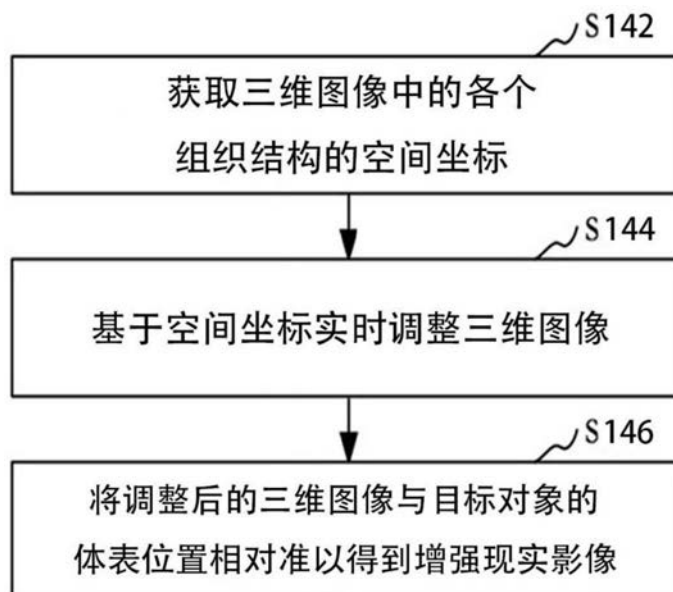 S142
获取三维图像中的各个
组织结构的空间坐标
S144
基于空间坐标实时调整三维图像
S146
将调整后的三维图像与目标对象的
体表位置相对准以得到增强现实影像